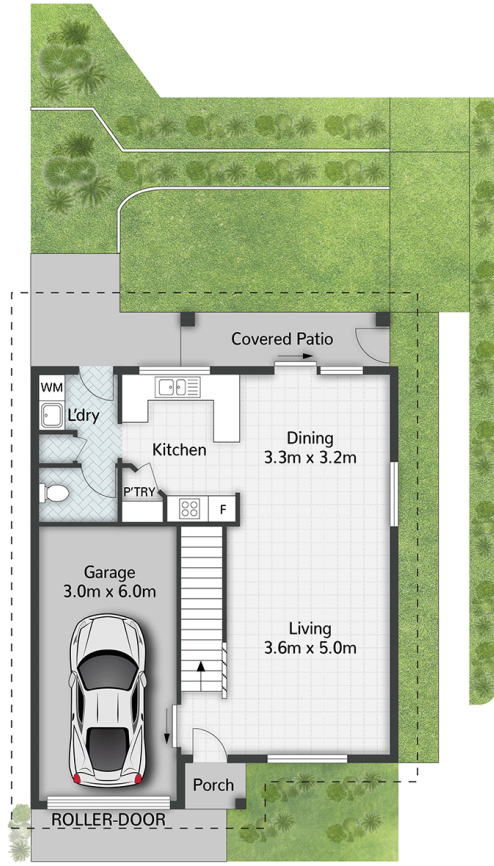 Covered Patio
WM
L'dry
Kitchen
Dining
3.3m x 3.2m
P'TRY
F
Garage
3.0m x 6.0m
Living
3.6m x 5.0m
Porch
ROLLER-DOOR